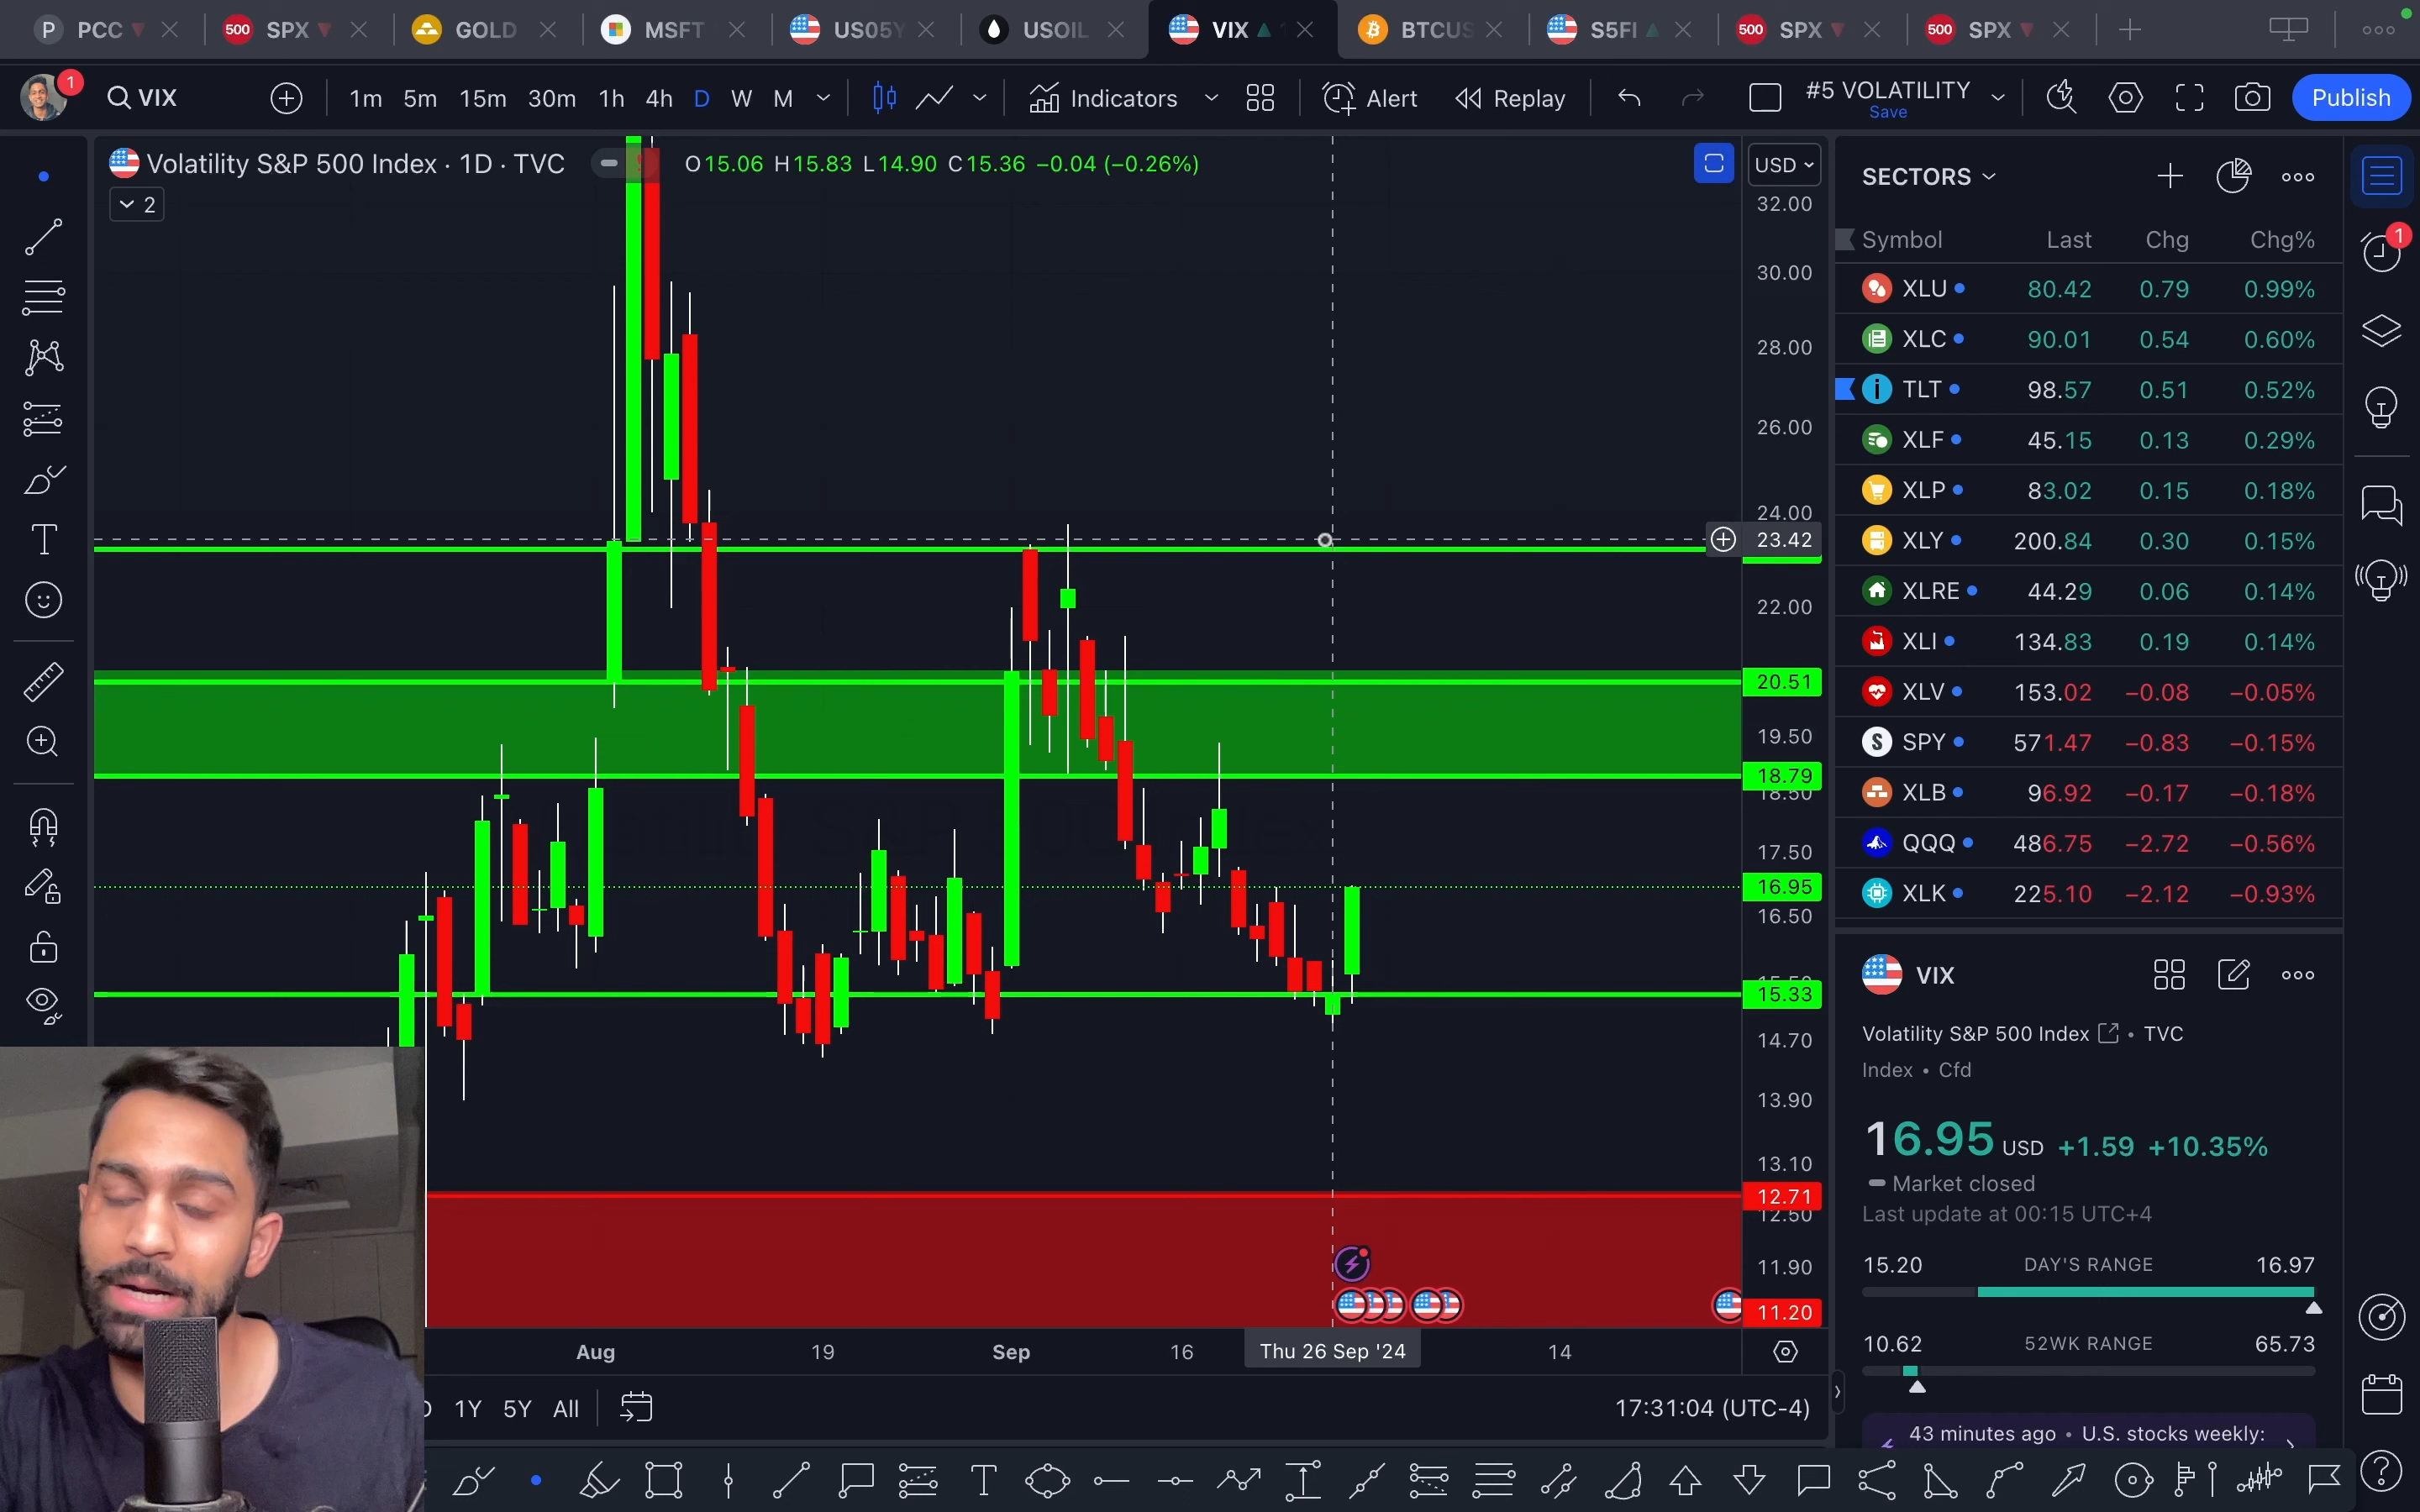 P PCC 500 SPX GOLD MSFT US05Y USOIL VIX BTCUS S5FI 500 SPX 500 SPX
1 VIX 1m 5m 15m 30m 1h 4h D W M Indicators Alert Replay #5 VOLATILITY Publish
Save
Volatility S&P 500 Index · 1D · TVC O15.06 H15.83 L14.90 C15.36 −0.04 (−0.26%)
2
USD
32.00
30.00
28.00
26.00
24.00
23.42
22.00
20.51
19.50
18.79
18.50
17.50
16.95
16.50
15.50
15.33
14.70
13.90
13.10
12.71
12.50
11.90
11.20
Aug 19 Sep 16 Thu 26 Sep '24 14
1Y 5Y All
17:31:04 (UTC-4)
SECTORS
Symbol Last Chg Chg%
1
XLU 80.42 0.79 0.99%
XLC 90.01 0.54 0.60%
TLT 98.57 0.51 0.52%
XLF 45.15 0.13 0.29%
XLP 83.02 0.15 0.18%
XLY 200.84 0.30 0.15%
XLRE 44.29 0.06 0.14%
XLI 134.83 0.19 0.14%
XLV 153.02 −0.08 −0.05%
SPY 571.47 −0.83 −0.15%
XLB 96.92 −0.17 −0.18%
QQQ 486.75 −2.72 −0.56%
XLK 225.10 −2.12 −0.93%
VIX
Volatility S&P 500 Index • TVC
Index • Cfd
16.95 USD +1.59 +10.35%
Market closed
Last update at 00:15 UTC+4
15.20 DAY'S RANGE 16.97
10.62 52WK RANGE 65.73
43 minutes ago • U.S. stocks weekly: